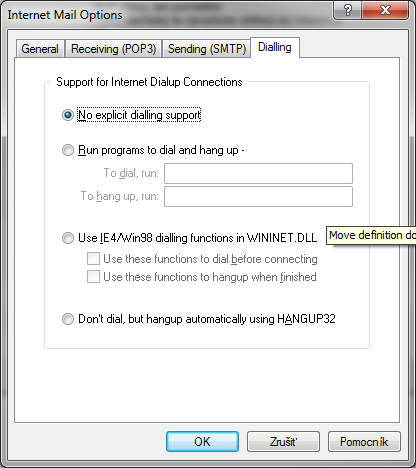 Internet Mail Options
General
Receiving (POP3)
Sending (SMTP)
Dialling
Support for Internet Dialup Connections
No explicit dialling support
Run programs to dial and hang up -
To dial, run:
To hang up, run:
Use IE4/Win98 dialling functions in WININET.DLL
Move definition do
Use these functions to dial before connecting
Use these functions to hangup when finished
Don't dial, but hangup automatically using HANGUP32
OK
Zrušiť
Pomocník